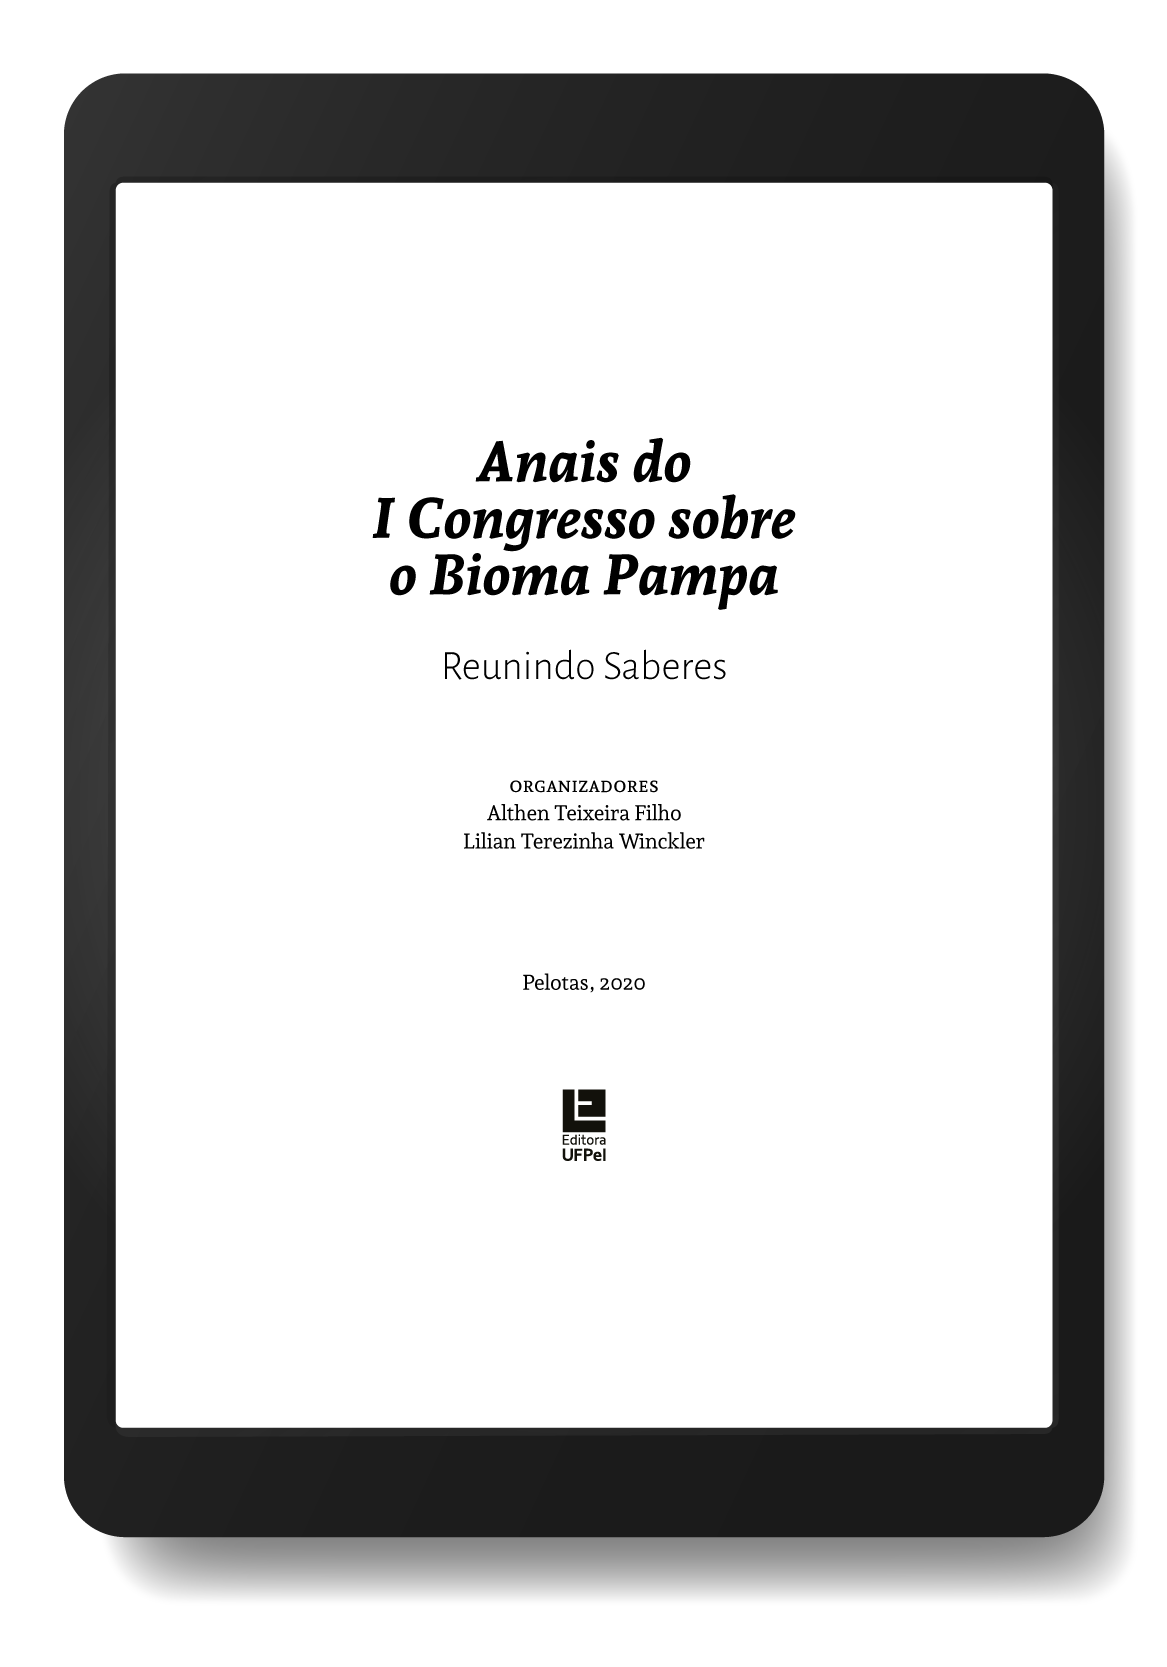 Anais do
I Congresso sobre
o Bioma Pampa
Reunindo Saberes
ORGANIZADORES
Althen Teixeira Filho
Lilian Terezinha Winckler
Pelotas, 2020
Editora
UFPel